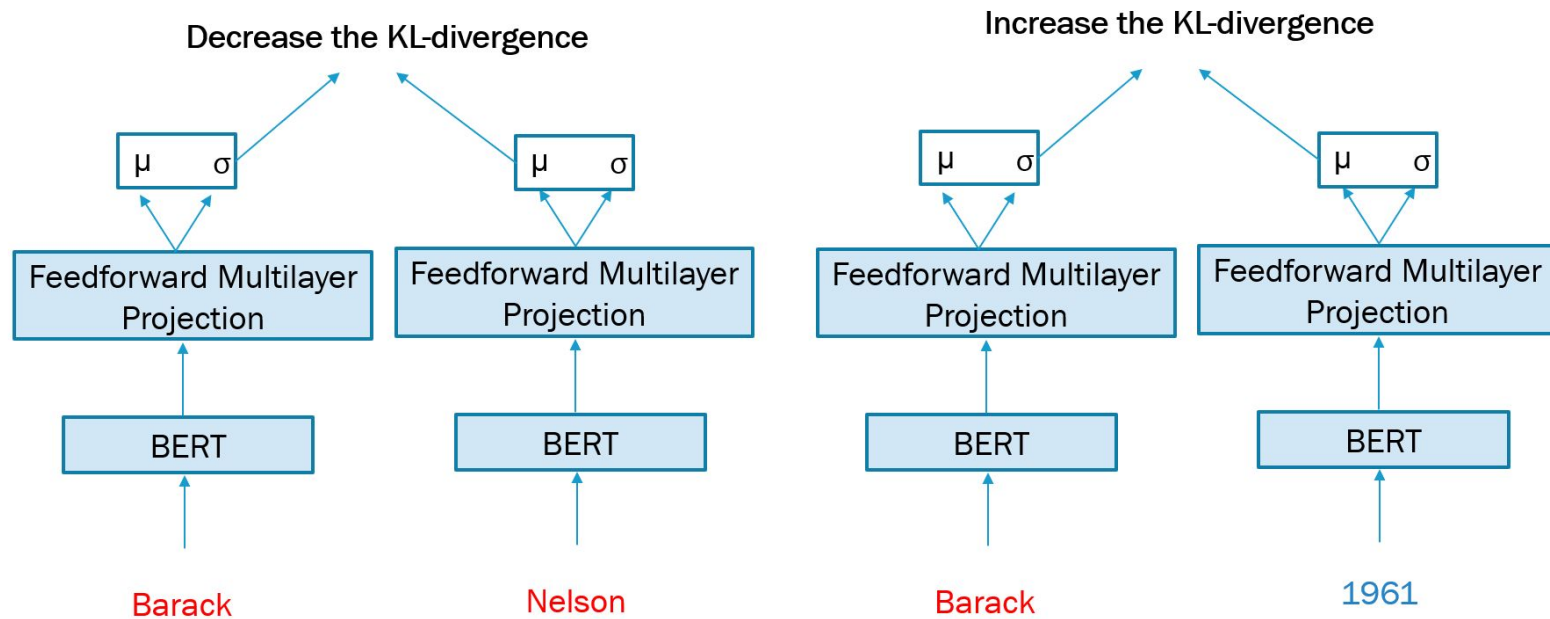 Decrease the KL-divergence
μ σ
μ σ
Feedforward Multilayer
Projection
Feedforward Multilayer
Projection
BERT
BERT
Barack
Nelson
Increase the KL-divergence
μ σ
μ σ
Feedforward Multilayer
Projection
Feedforward Multilayer
Projection
BERT
BERT
Barack
1961